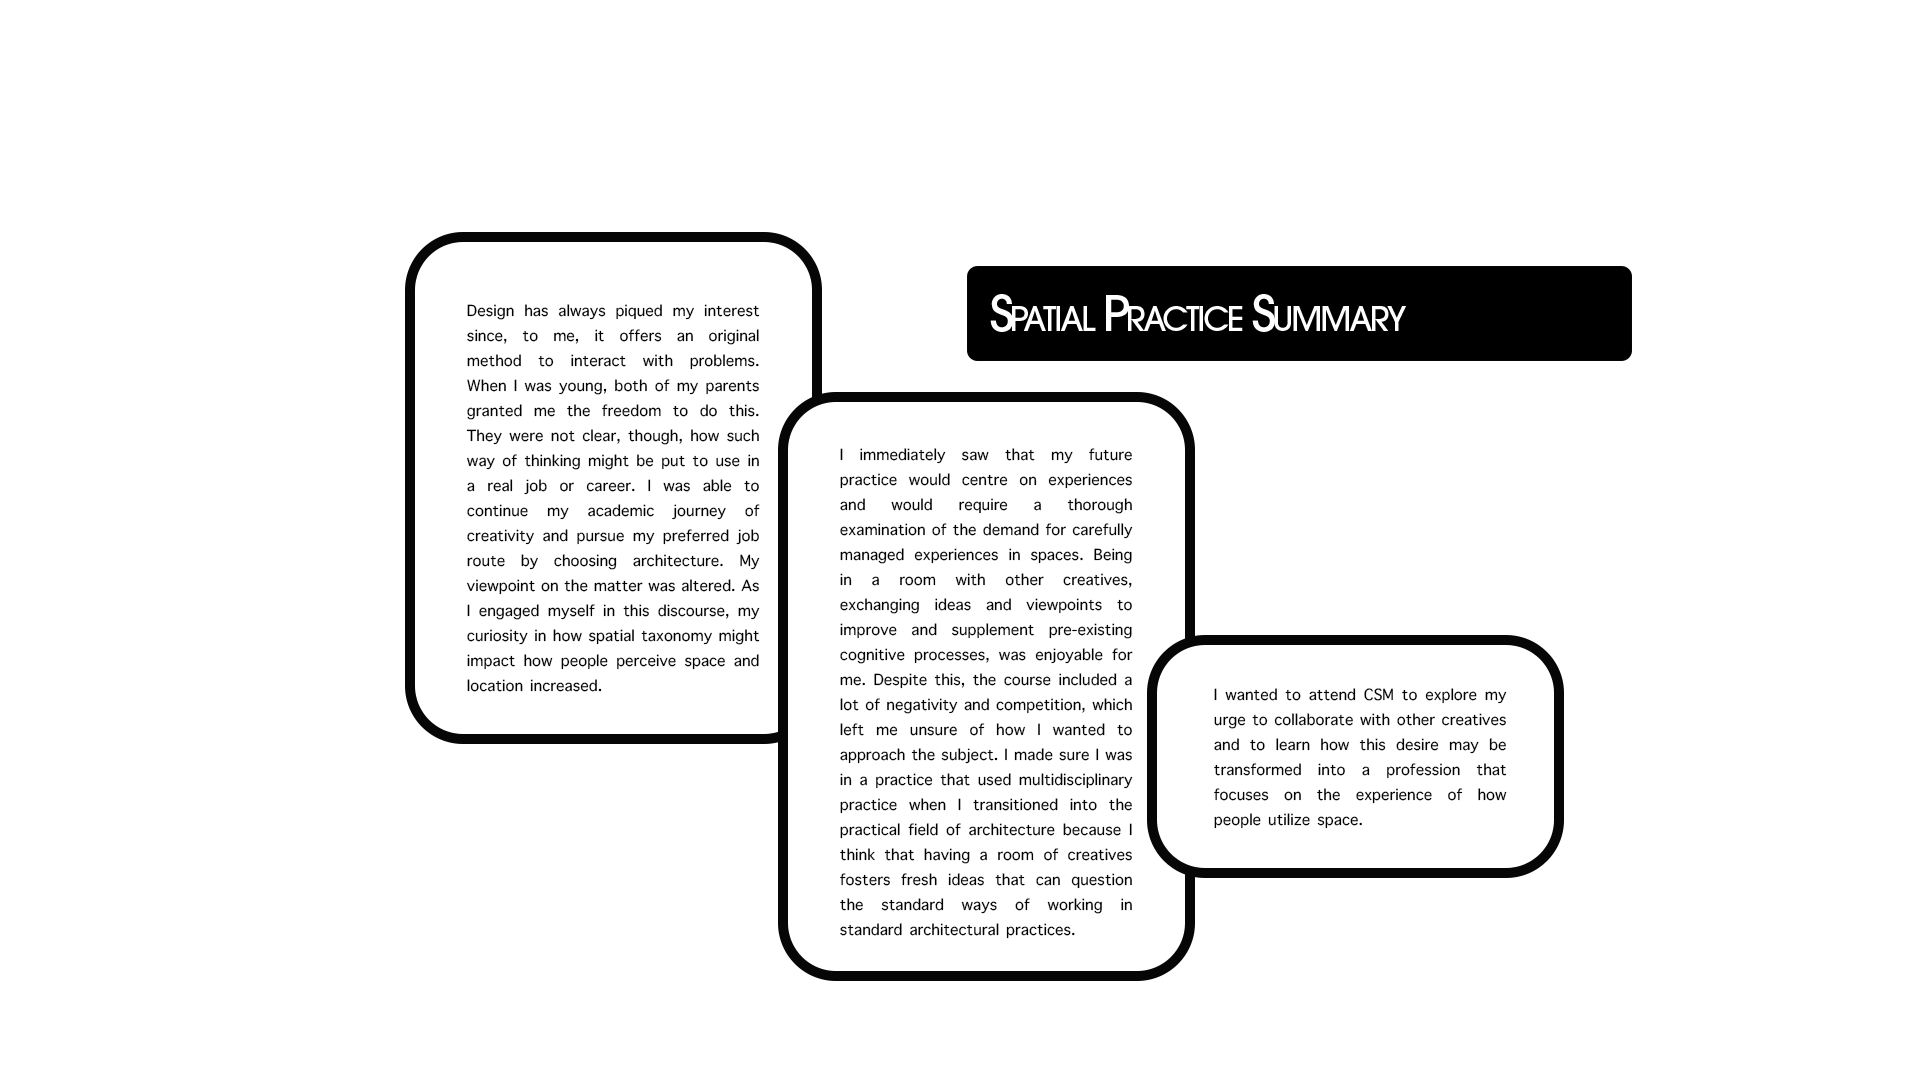 SPATIAL PRACTICE SUMMARY
Design has always piqued my interest
since, to me, it offers an original
method to interact with problems.
When I was young, both of my parents
granted me the freedom to do this.
They were not clear, though, how such
way of thinking might be put to use in
a real job or career. I was able to
continue my academic journey of
creativity and pursue my preferred job
route by choosing architecture. My
viewpoint on the matter was altered. As
I engaged myself in this discourse, my
curiosity in how spatial taxonomy might
impact how people perceive space and
location increased.
I immediately saw that my future
practice would centre on experiences
and would require a thorough
examination of the demand for carefully
managed experiences in spaces. Being
in a room with other creatives,
exchanging ideas and viewpoints to
improve and supplement pre-existing
cognitive processes, was enjoyable for
me. Despite this, the course included a
lot of negativity and competition, which
left me unsure of how I wanted to
approach the subject. I made sure I was
in a practice that used multidisciplinary
practice when I transitioned into the
practical field of architecture because I
think that having a room of creatives
fosters fresh ideas that can question
the standard ways of working in
standard architectural practices.
I wanted to attend CSM to explore my
urge to collaborate with other creatives
and to learn how this desire may be
transformed into a profession that
focuses on the experience of how
people utilize space.